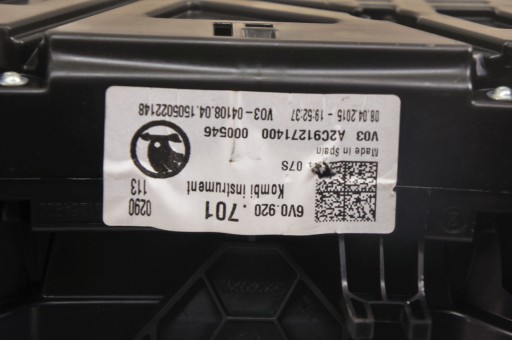 6V0.920 .701
Kombi instrument
07S
0290
113
Made in Spain
V03 A2C91271400 000546
08.04.2015 - 19:52:37 V03-04108.04.1505022148